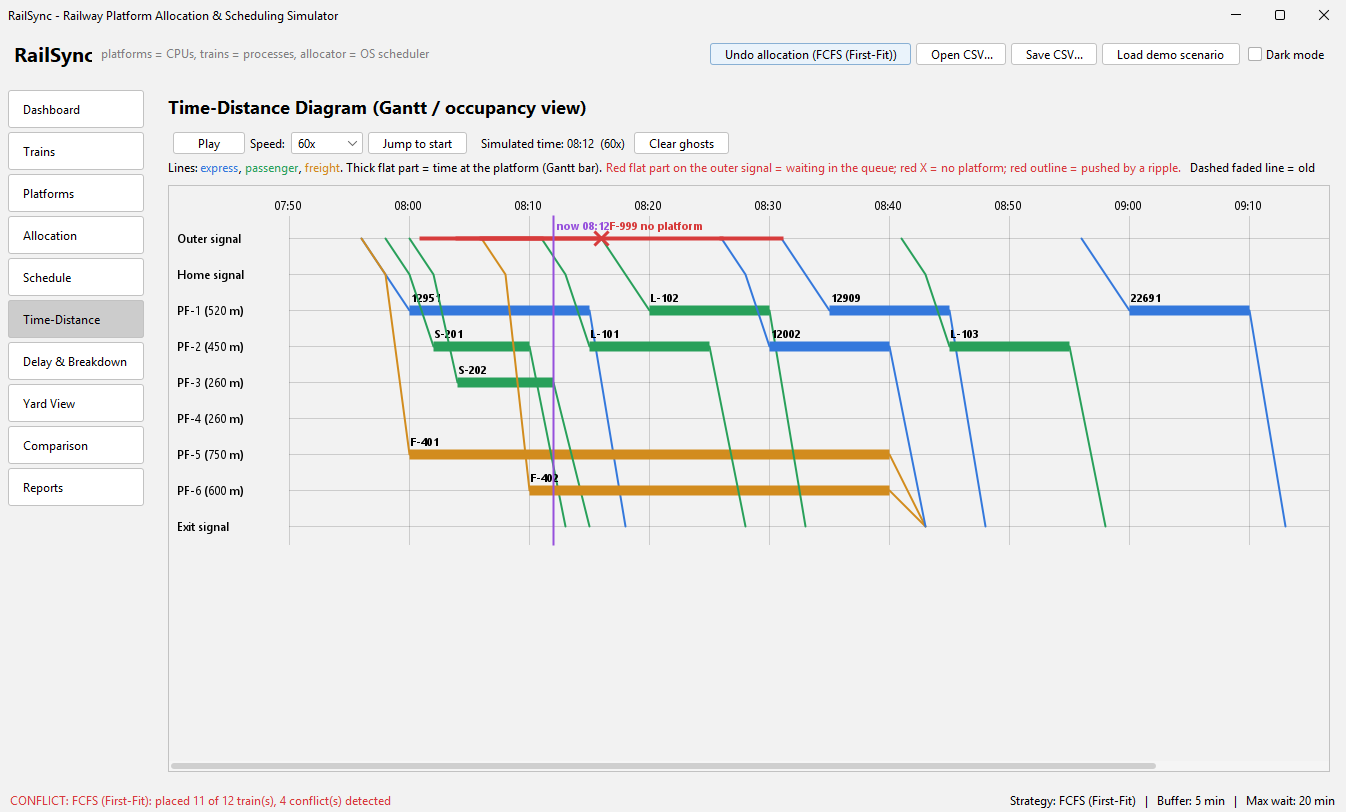 RailSync - Railway Platform Allocation & Scheduling Simulator
RailSync platforms = CPUs, trains = processes, allocator = OS scheduler
Undo allocation (FCFS (First-Fit)) Open CSV... Save CSV... Load demo scenario Dark mode
Dashboard
Trains
Platforms
Allocation
Schedule
Time-Distance
Delay & Breakdown
Yard View
Comparison
Reports
Time-Distance Diagram (Gantt / occupancy view)
Play Speed: 60x Jump to start Simulated time: 08:12 (60x) Clear ghosts
Lines: express, passenger, freight. Thick flat part = time at the platform (Gantt bar). Red flat part on the outer signal = waiting in the queue; red X = no platform; red outline = pushed by a ripple. Dashed faded line = old
07:50 08:00 08:10 08:20 08:30 08:40 08:50 09:00 09:10
now 08:12 F-999 no platform
Outer signal
Home signal
12951 L-102 12909 22691
PF-1 (520 m)
S-201 L-101 12002 L-103
PF-2 (450 m)
S-202
PF-3 (260 m)
PF-4 (260 m)
F-401
PF-5 (750 m)
F-402
PF-6 (600 m)
Exit signal
CONFLICT: FCFS (First-Fit): placed 11 of 12 train(s), 4 conflict(s) detected
Strategy: FCFS (First-Fit) | Buffer: 5 min | Max wait: 20 min